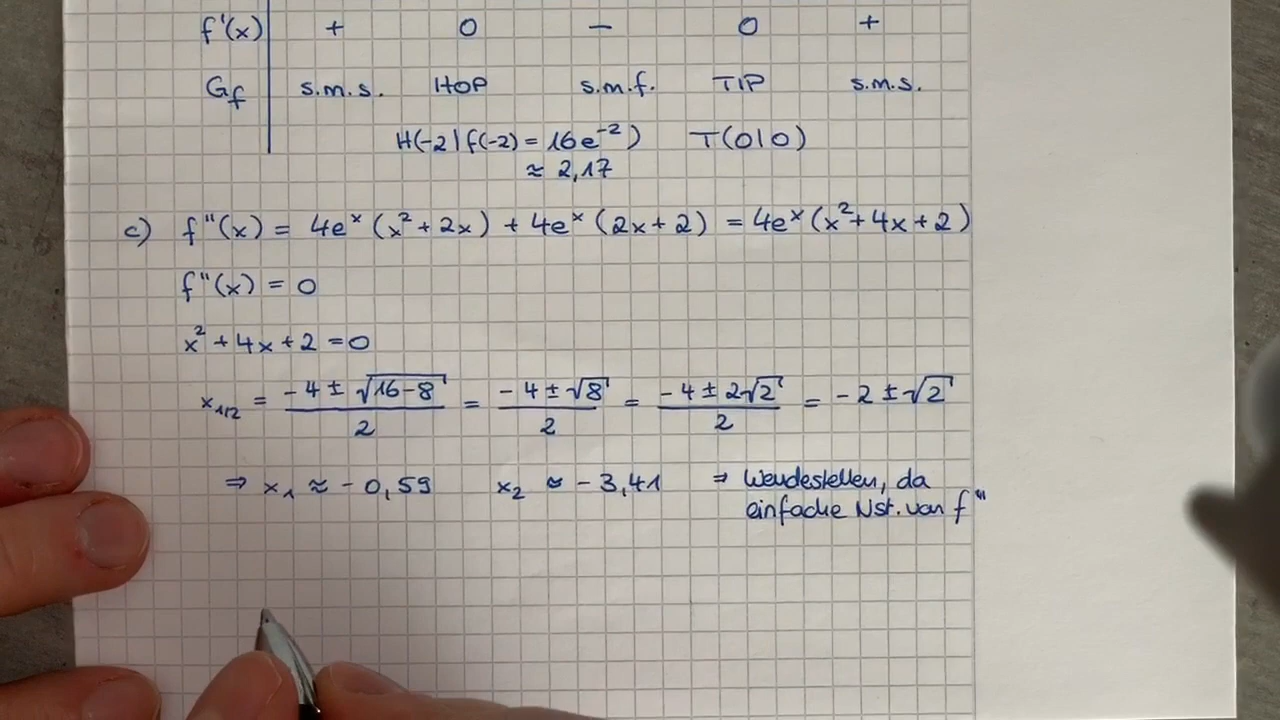 f'(x) + 0 − 0 +
G_f s.m.s. HOP s.m.f. TIP s.m.s.
H(-2|f(-2) = 16e⁻²) T(0|0)
≈ 2,17
c) f''(x) = 4eˣ (x² + 2x) + 4eˣ (2x + 2) = 4eˣ (x² + 4x + 2)
f''(x) = 0
x² + 4x + 2 = 0
x_1/2 = (-4 ± √(16-8))/2 = (-4 ± √8)/2 = (-4 ± 2√2)/2 = -2 ± √2
⇒ x₁ ≈ -0,59 x₂ ≈ -3,41 ⇒ Wendestellen, da
einfache Nst. von f''